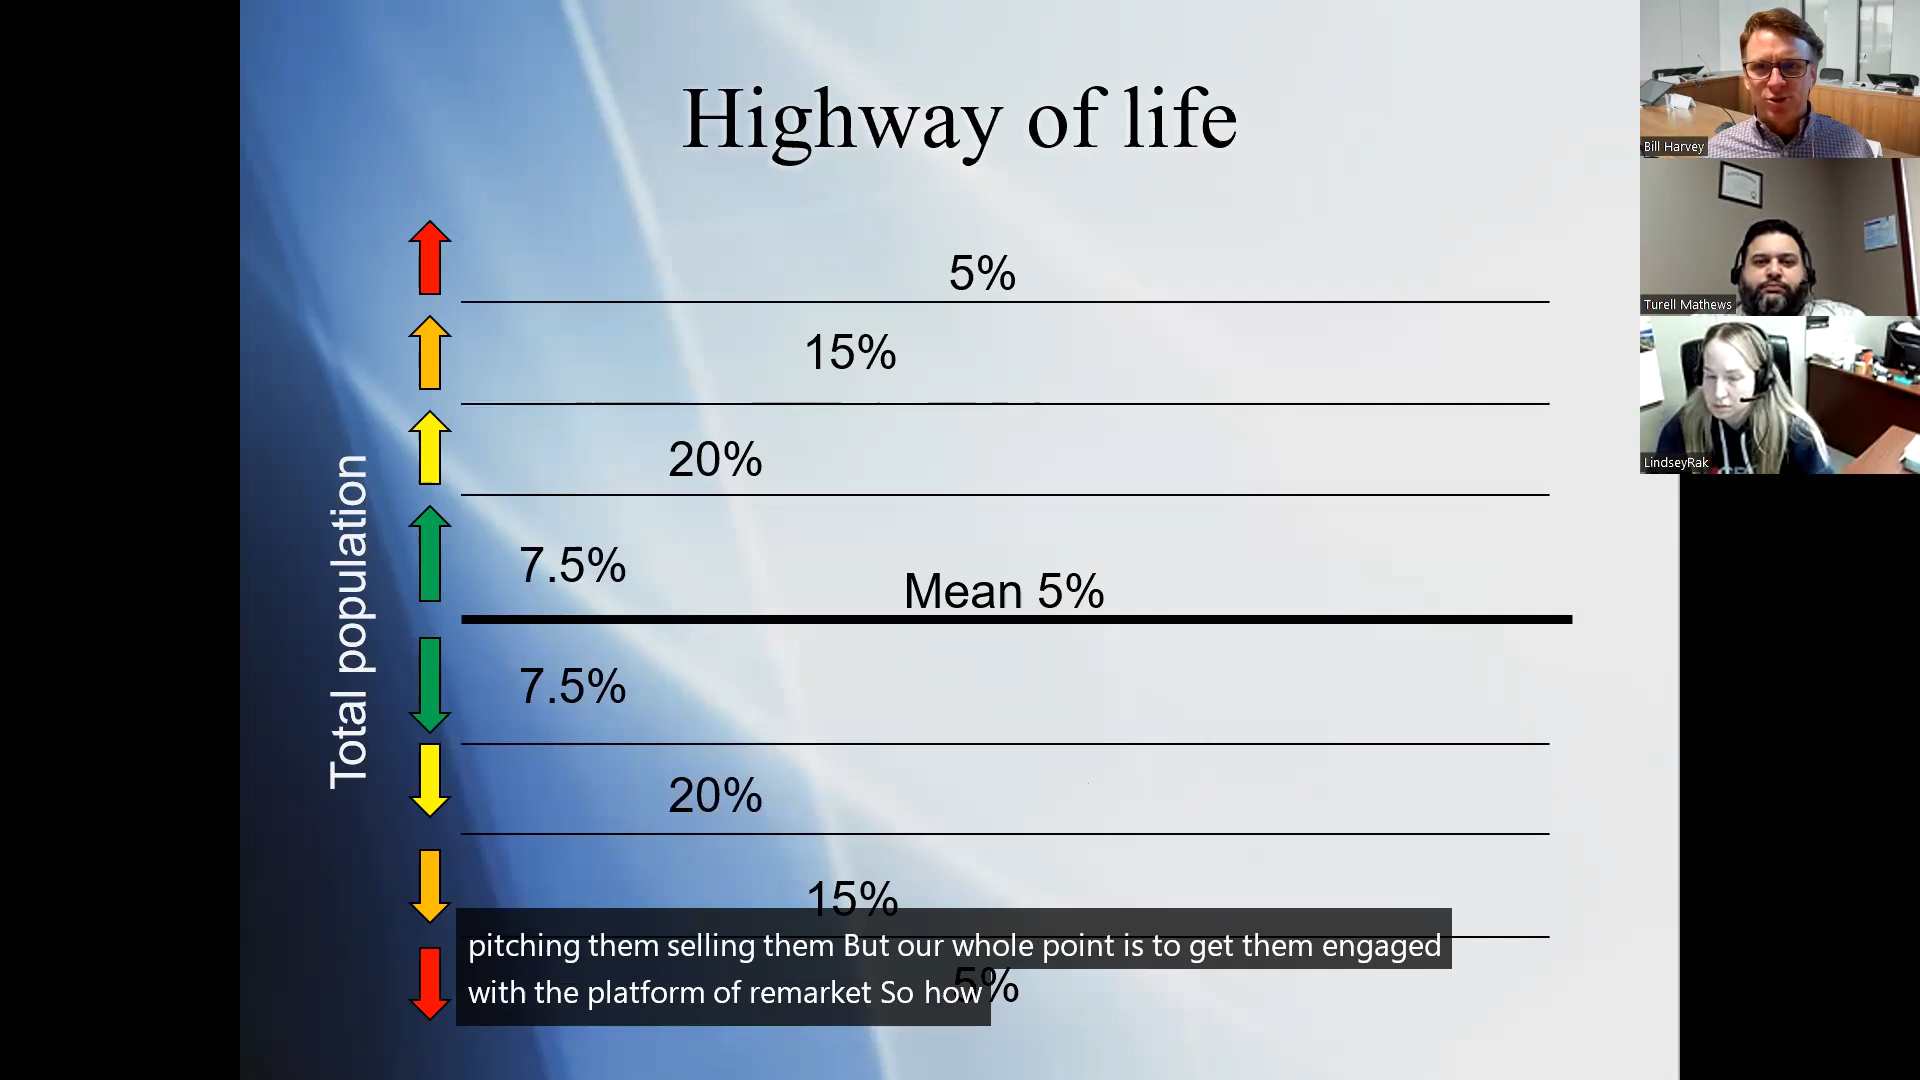 Highway of life
Bill Harvey
Turell Mathews
LindseyRak
Total population
5%
15%
20%
7.5%
Mean 5%
7.5%
20%
15%
5%
pitching them selling them But our whole point is to get them engaged
with the platform of remarket So how